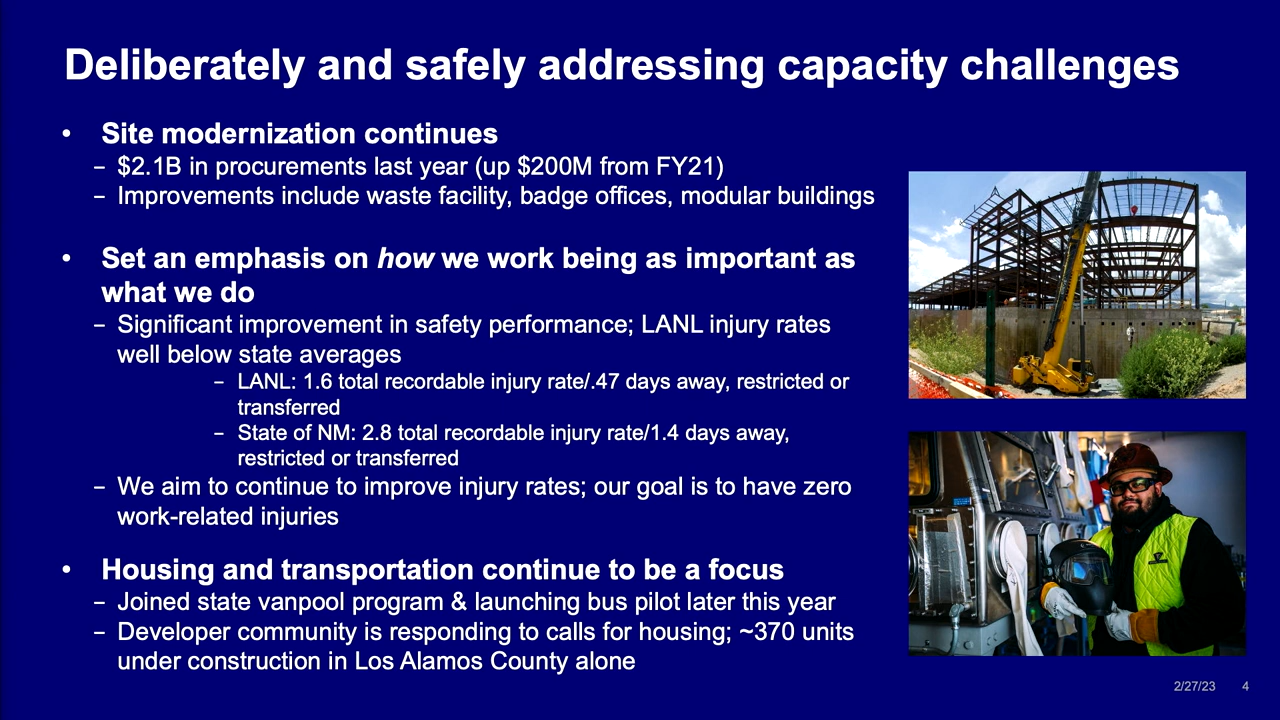 Deliberately and safely addressing capacity challenges
• Site modernization continues
– $2.1B in procurements last year (up $200M from FY21)
– Improvements include waste facility, badge offices, modular buildings
• Set an emphasis on how we work being as important as
what we do
– Significant improvement in safety performance; LANL injury rates
well below state averages
– LANL: 1.6 total recordable injury rate/.47 days away, restricted or
transferred
– State of NM: 2.8 total recordable injury rate/1.4 days away,
restricted or transferred
– We aim to continue to improve injury rates; our goal is to have zero
work-related injuries
• Housing and transportation continue to be a focus
– Joined state vanpool program & launching bus pilot later this year
– Developer community is responding to calls for housing; ~370 units
under construction in Los Alamos County alone
2/27/23 4